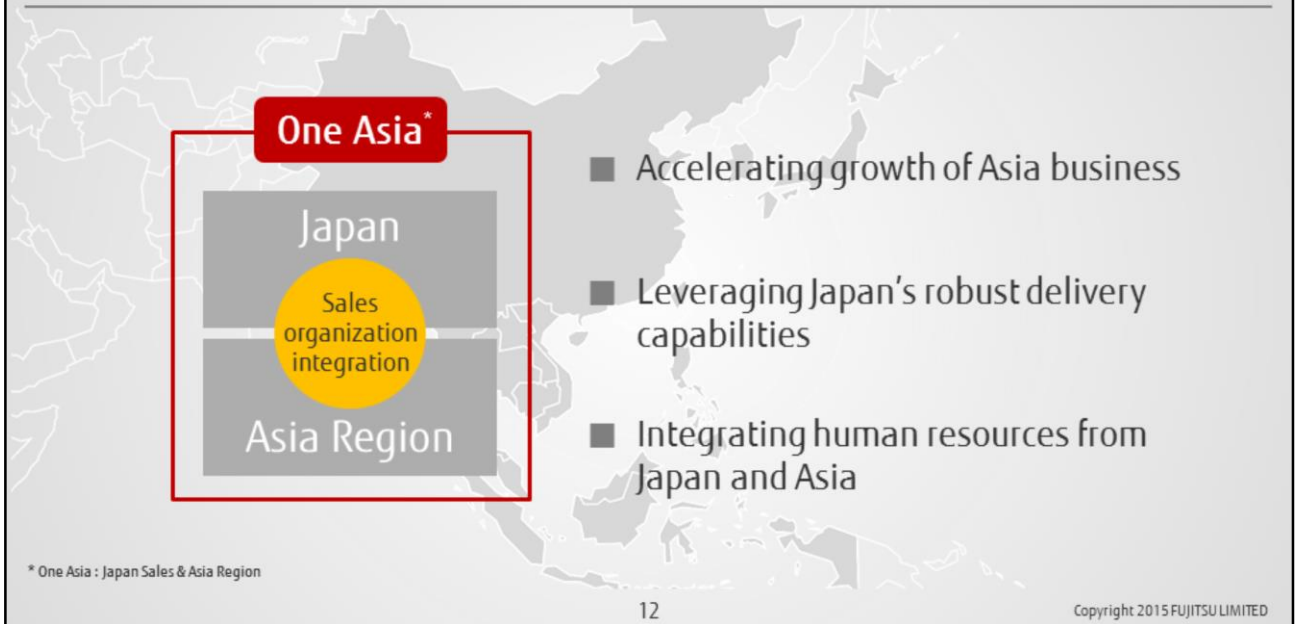 One Asia*
Japan
Sales
organization
integration
Asia Region
■ Accelerating growth of Asia business
■ Leveraging Japan's robust delivery
capabilities
■ Integrating human resources from
Japan and Asia
* One Asia : Japan Sales & Asia Region
12
Copyright 2015 FUJITSU LIMITED